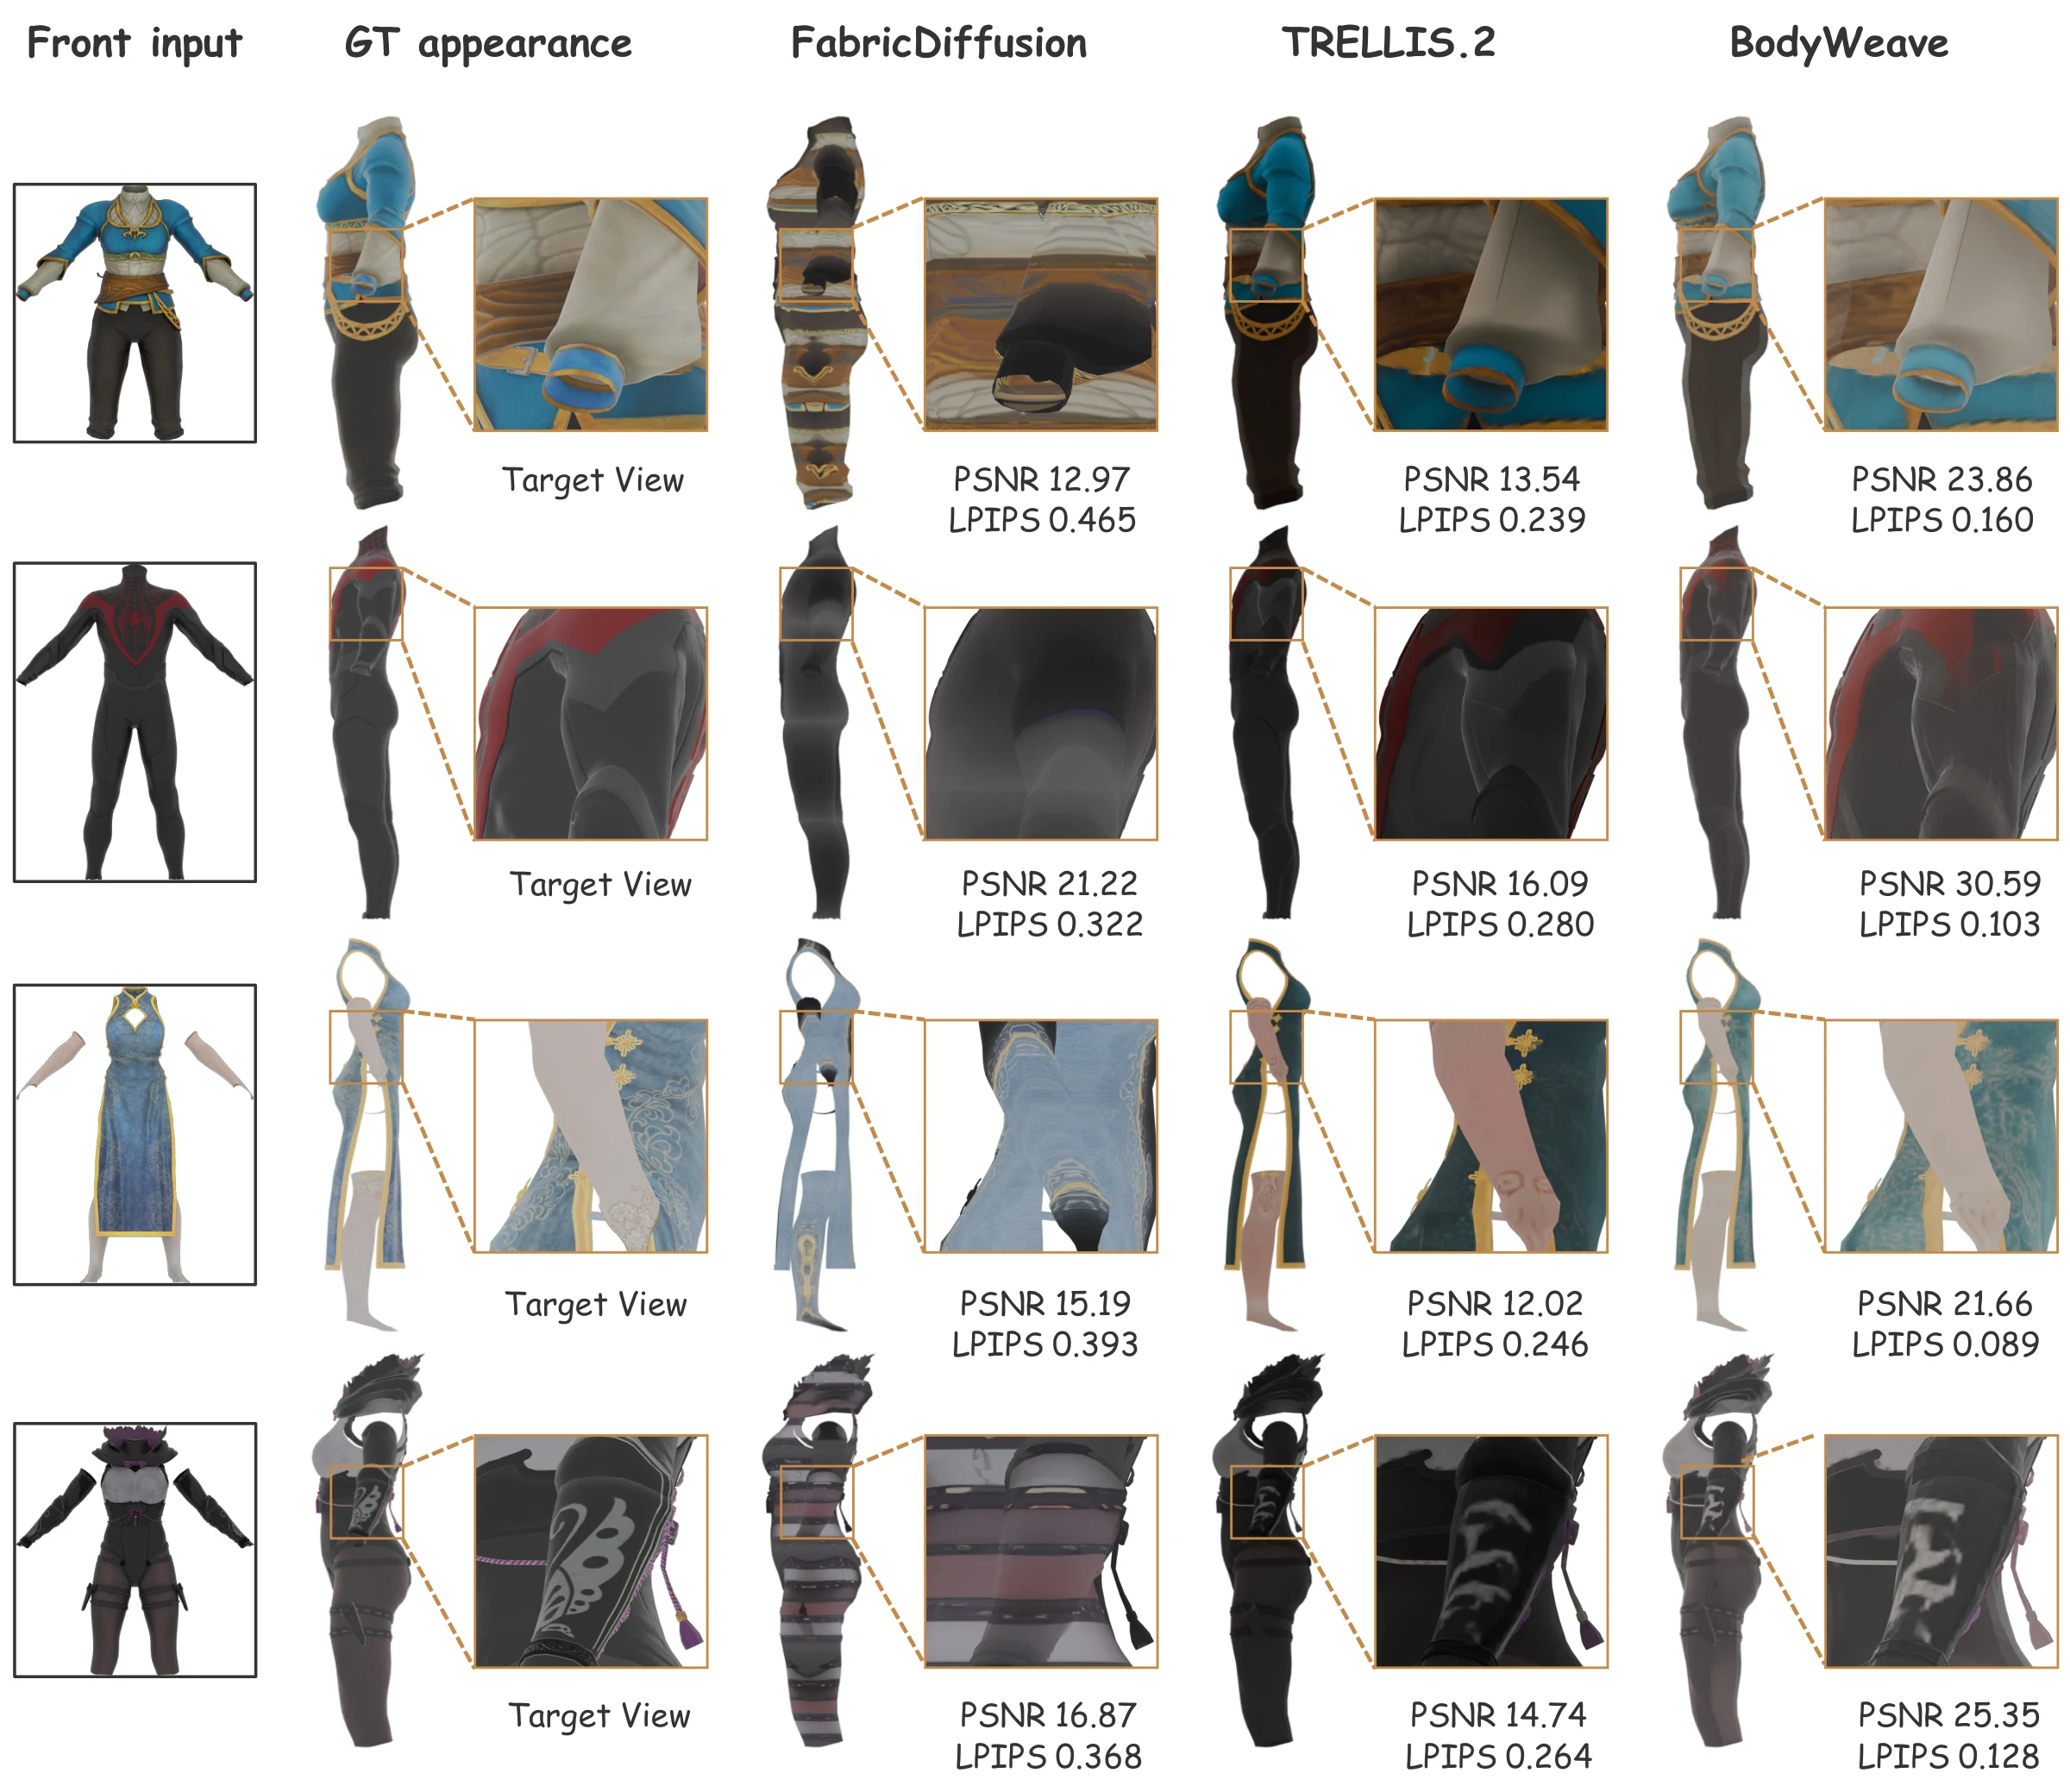 Front input GT appearance FabricDiffusion TRELLIS.2 BodyWeave
Target View PSNR 12.97 PSNR 13.54 PSNR 23.86
LPIPS 0.465 LPIPS 0.239 LPIPS 0.160
Target View PSNR 21.22 PSNR 16.09 PSNR 30.59
LPIPS 0.322 LPIPS 0.280 LPIPS 0.103
Target View PSNR 15.19 PSNR 12.02 PSNR 21.66
LPIPS 0.393 LPIPS 0.246 LPIPS 0.089
Target View PSNR 16.87 PSNR 14.74 PSNR 25.35
LPIPS 0.368 LPIPS 0.264 LPIPS 0.128